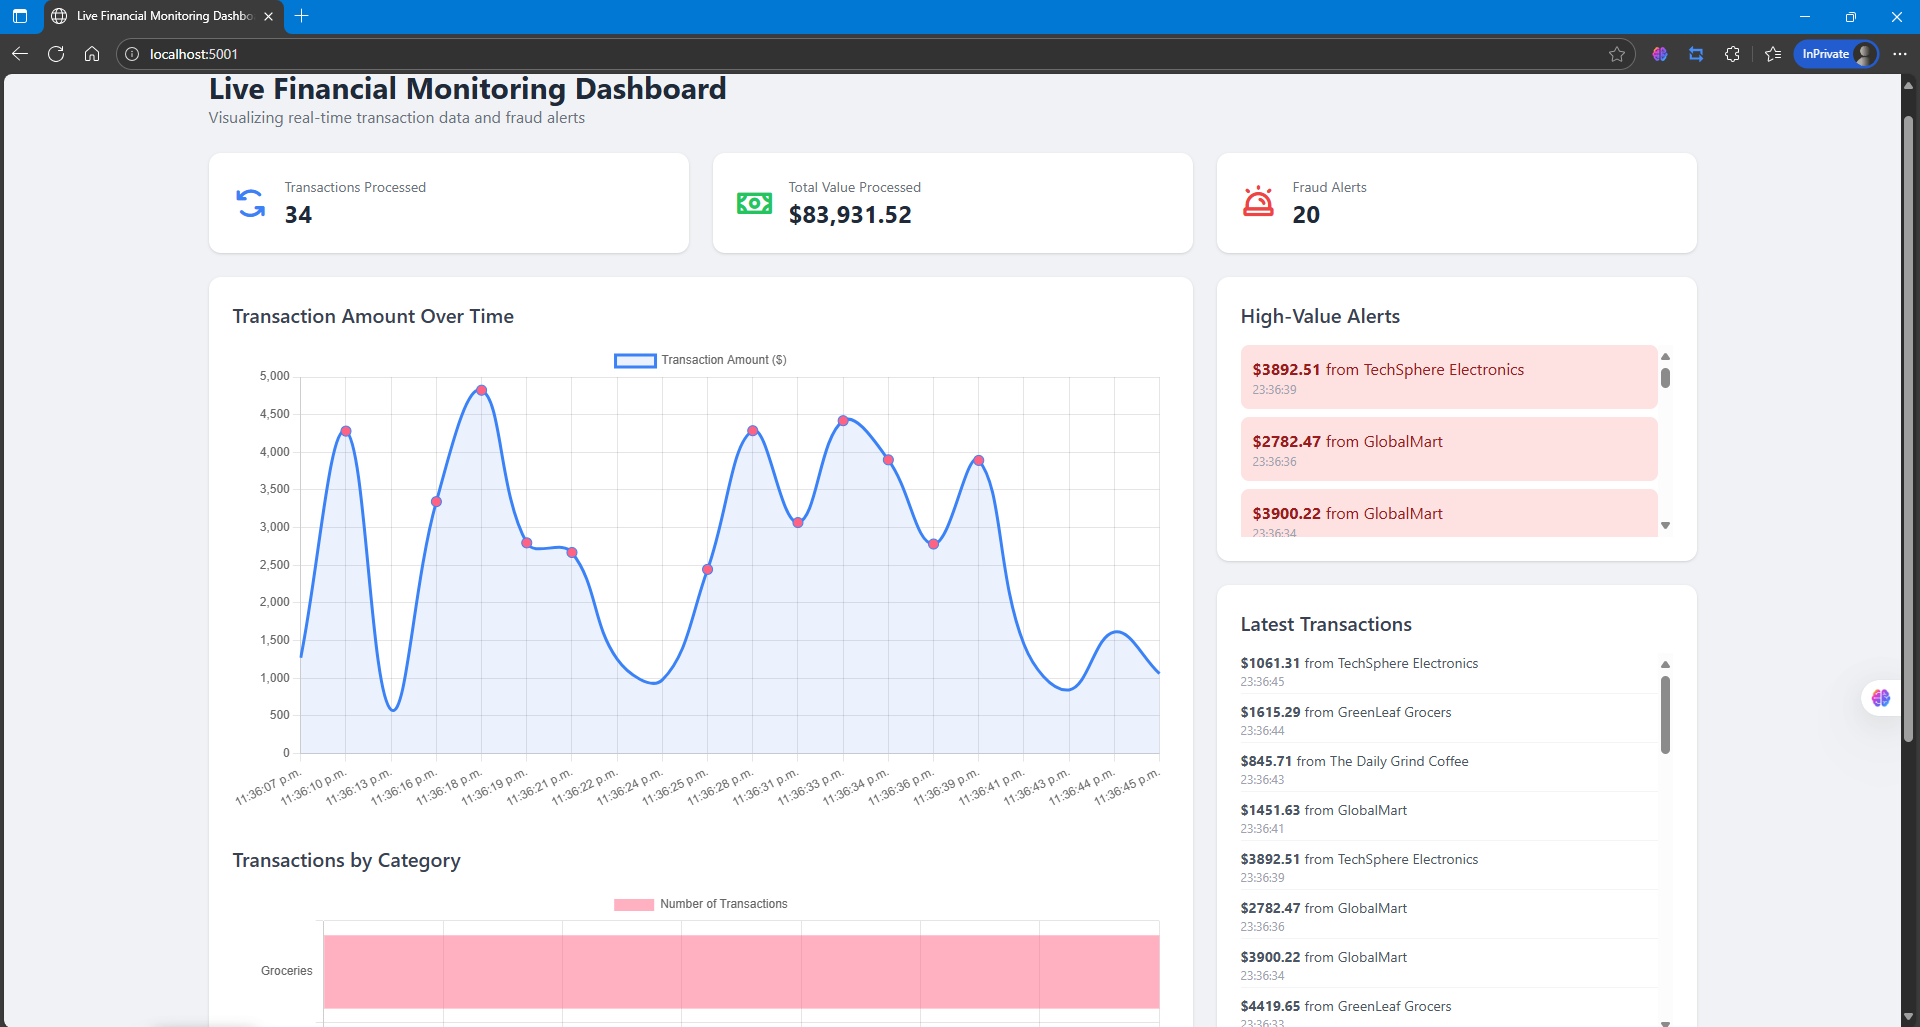 Live Financial Monitoring Dashbo
localhost:5001
InPrivate
Live Financial Monitoring Dashboard
Visualizing real-time transaction data and fraud alerts
Transactions Processed
34
Total Value Processed
$83,931.52
Fraud Alerts
20
Transaction Amount Over Time
Transaction Amount ($)
5,000
4,500
4,000
3,500
3,000
2,500
2,000
1,500
1,000
500
0
11:36:07 p.m.
11:36:10 p.m.
11:36:13 p.m.
11:36:16 p.m.
11:36:18 p.m.
11:36:19 p.m.
11:36:21 p.m.
11:36:22 p.m.
11:36:24 p.m.
11:36:25 p.m.
11:36:28 p.m.
11:36:31 p.m.
11:36:33 p.m.
11:36:34 p.m.
11:36:36 p.m.
11:36:39 p.m.
11:36:41 p.m.
11:36:43 p.m.
11:36:44 p.m.
11:36:45 p.m.
Transactions by Category
Number of Transactions
Groceries
High-Value Alerts
$3892.51 from TechSphere Electronics
23:36:39
$2782.47 from GlobalMart
23:36:36
$3900.22 from GlobalMart
23:36:34
Latest Transactions
$1061.31 from TechSphere Electronics
23:36:45
$1615.29 from GreenLeaf Grocers
23:36:44
$845.71 from The Daily Grind Coffee
23:36:43
$1451.63 from GlobalMart
23:36:41
$3892.51 from TechSphere Electronics
23:36:39
$2782.47 from GlobalMart
23:36:36
$3900.22 from GlobalMart
23:36:34
$4419.65 from GreenLeaf Grocers
23:36:33